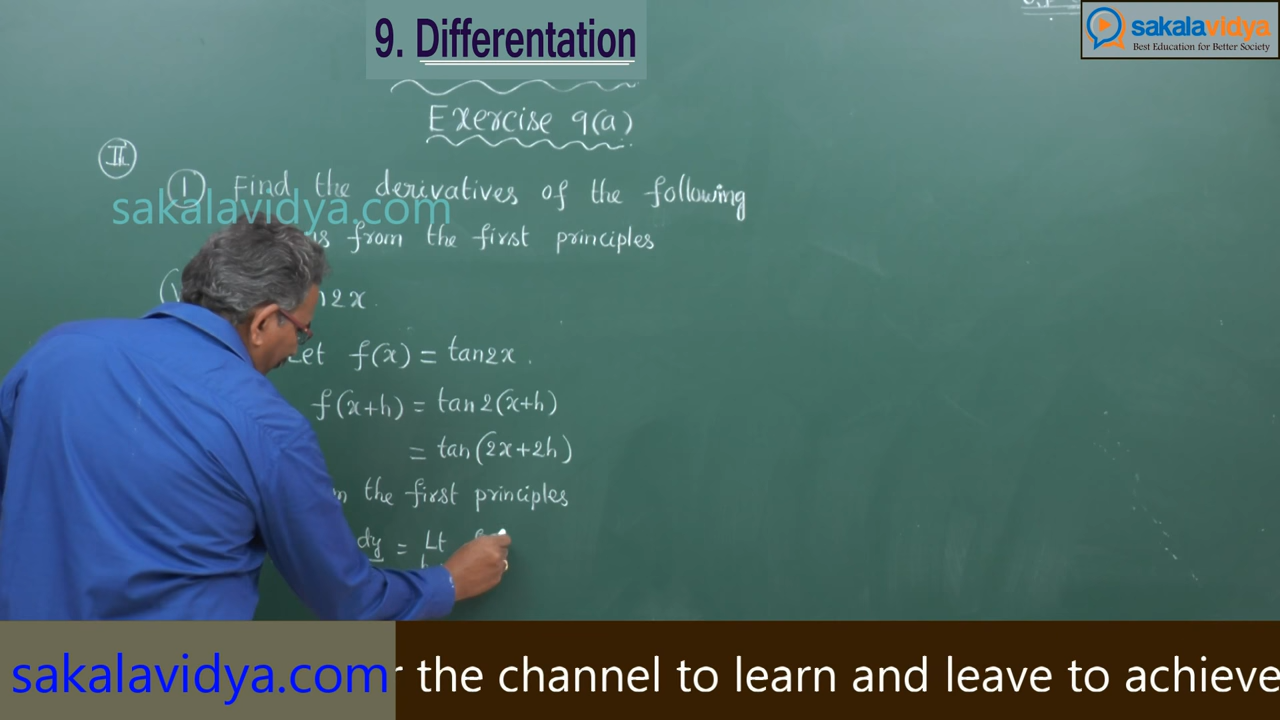 9. Differentation
sakalavidya
Best Education for Better Society
Exercise 9(a)
II
1 Find the derivatives of the following
sakalavidya.com
from the first principles
2x.
Let f(x) = tan2x.
f(x+h) = tan2(x+h)
= tan(2x+2h)
the first principles
dy = Lt
sakalavidya.com
the channel to learn and leave to achieve